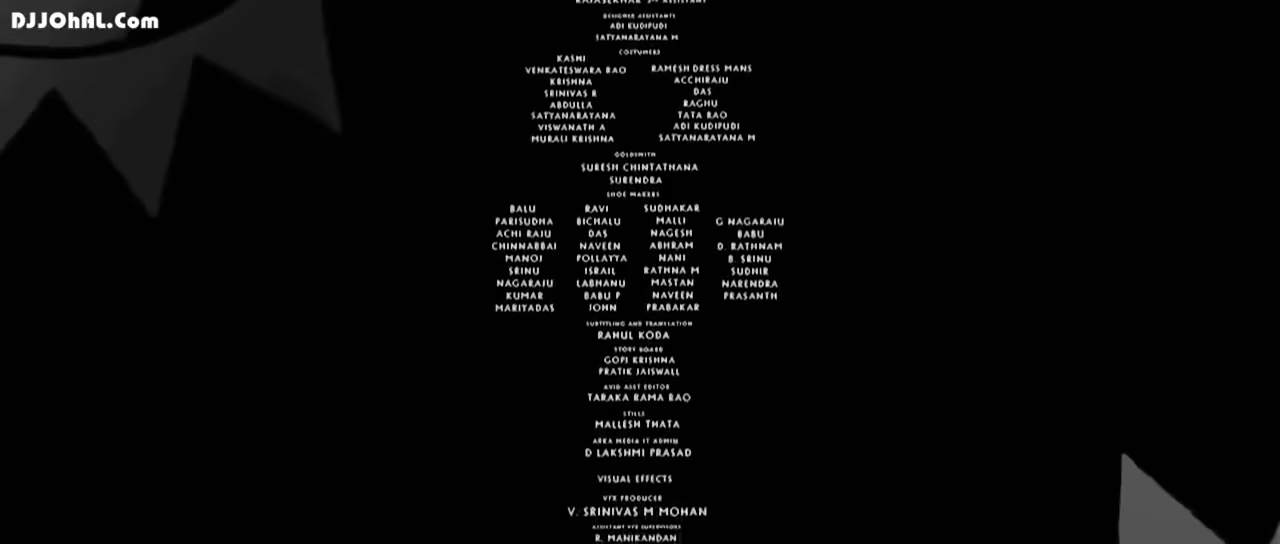 DJJOhAL.Com
RAJASEKHAR 3RD ASSISTANT
DESIGNER ASSISTANTS
ADI KUDIPUDI
SATYANARAYANA M
COSTUMERS
KASHI
VENKATESWARA RAO RAMESH DRESS MANS
KRISHNA ACCHIRAJU
SRINIVAS R DAS
ABDULLA RAGHU
SATYANARAYANA TATA RAO
VISWANATH A ADI KUDIPUDI
MURALI KRISHNA SATYANARAYANA M
GOLDSMITH
SURESH CHINTATHANA
SURENDRA
SHOE MAKERS
BALU RAVI SUDHAKAR
PARISUDHA BICHALU MALLI G NAGARAJU
ACHI RAJU DAS NAGESH BABU
CHINNABBAI NAVEEN ABHRAM D. RATHNAM
MANOJ POLLAYYA NANI B. SRINU
SRINU ISRAIL RATHNA M SUDHIR
NAGARAJU LABHANU MASTAN NARENDRA
KUMAR BABU P NAVEEN PRASANTH
MARIYADAS JOHN PRABAKAR
SUBTITLING AND TRANSLATION
RAHUL KODA
STORY BOARD
GOPI KRISHNA
PRATIK JAISWALL
AVID ASST EDITOR
TARAKA RAMA RAO
STILLS
MALLESH THATA
ARKA MEDIA IT ADMIN
D LAKSHMI PRASAD
VISUAL EFFECTS
VFX PRODUCER
V. SRINIVAS M MOHAN
ASSISTANT VFX SUPERVISORS
R. MANIKANDAN